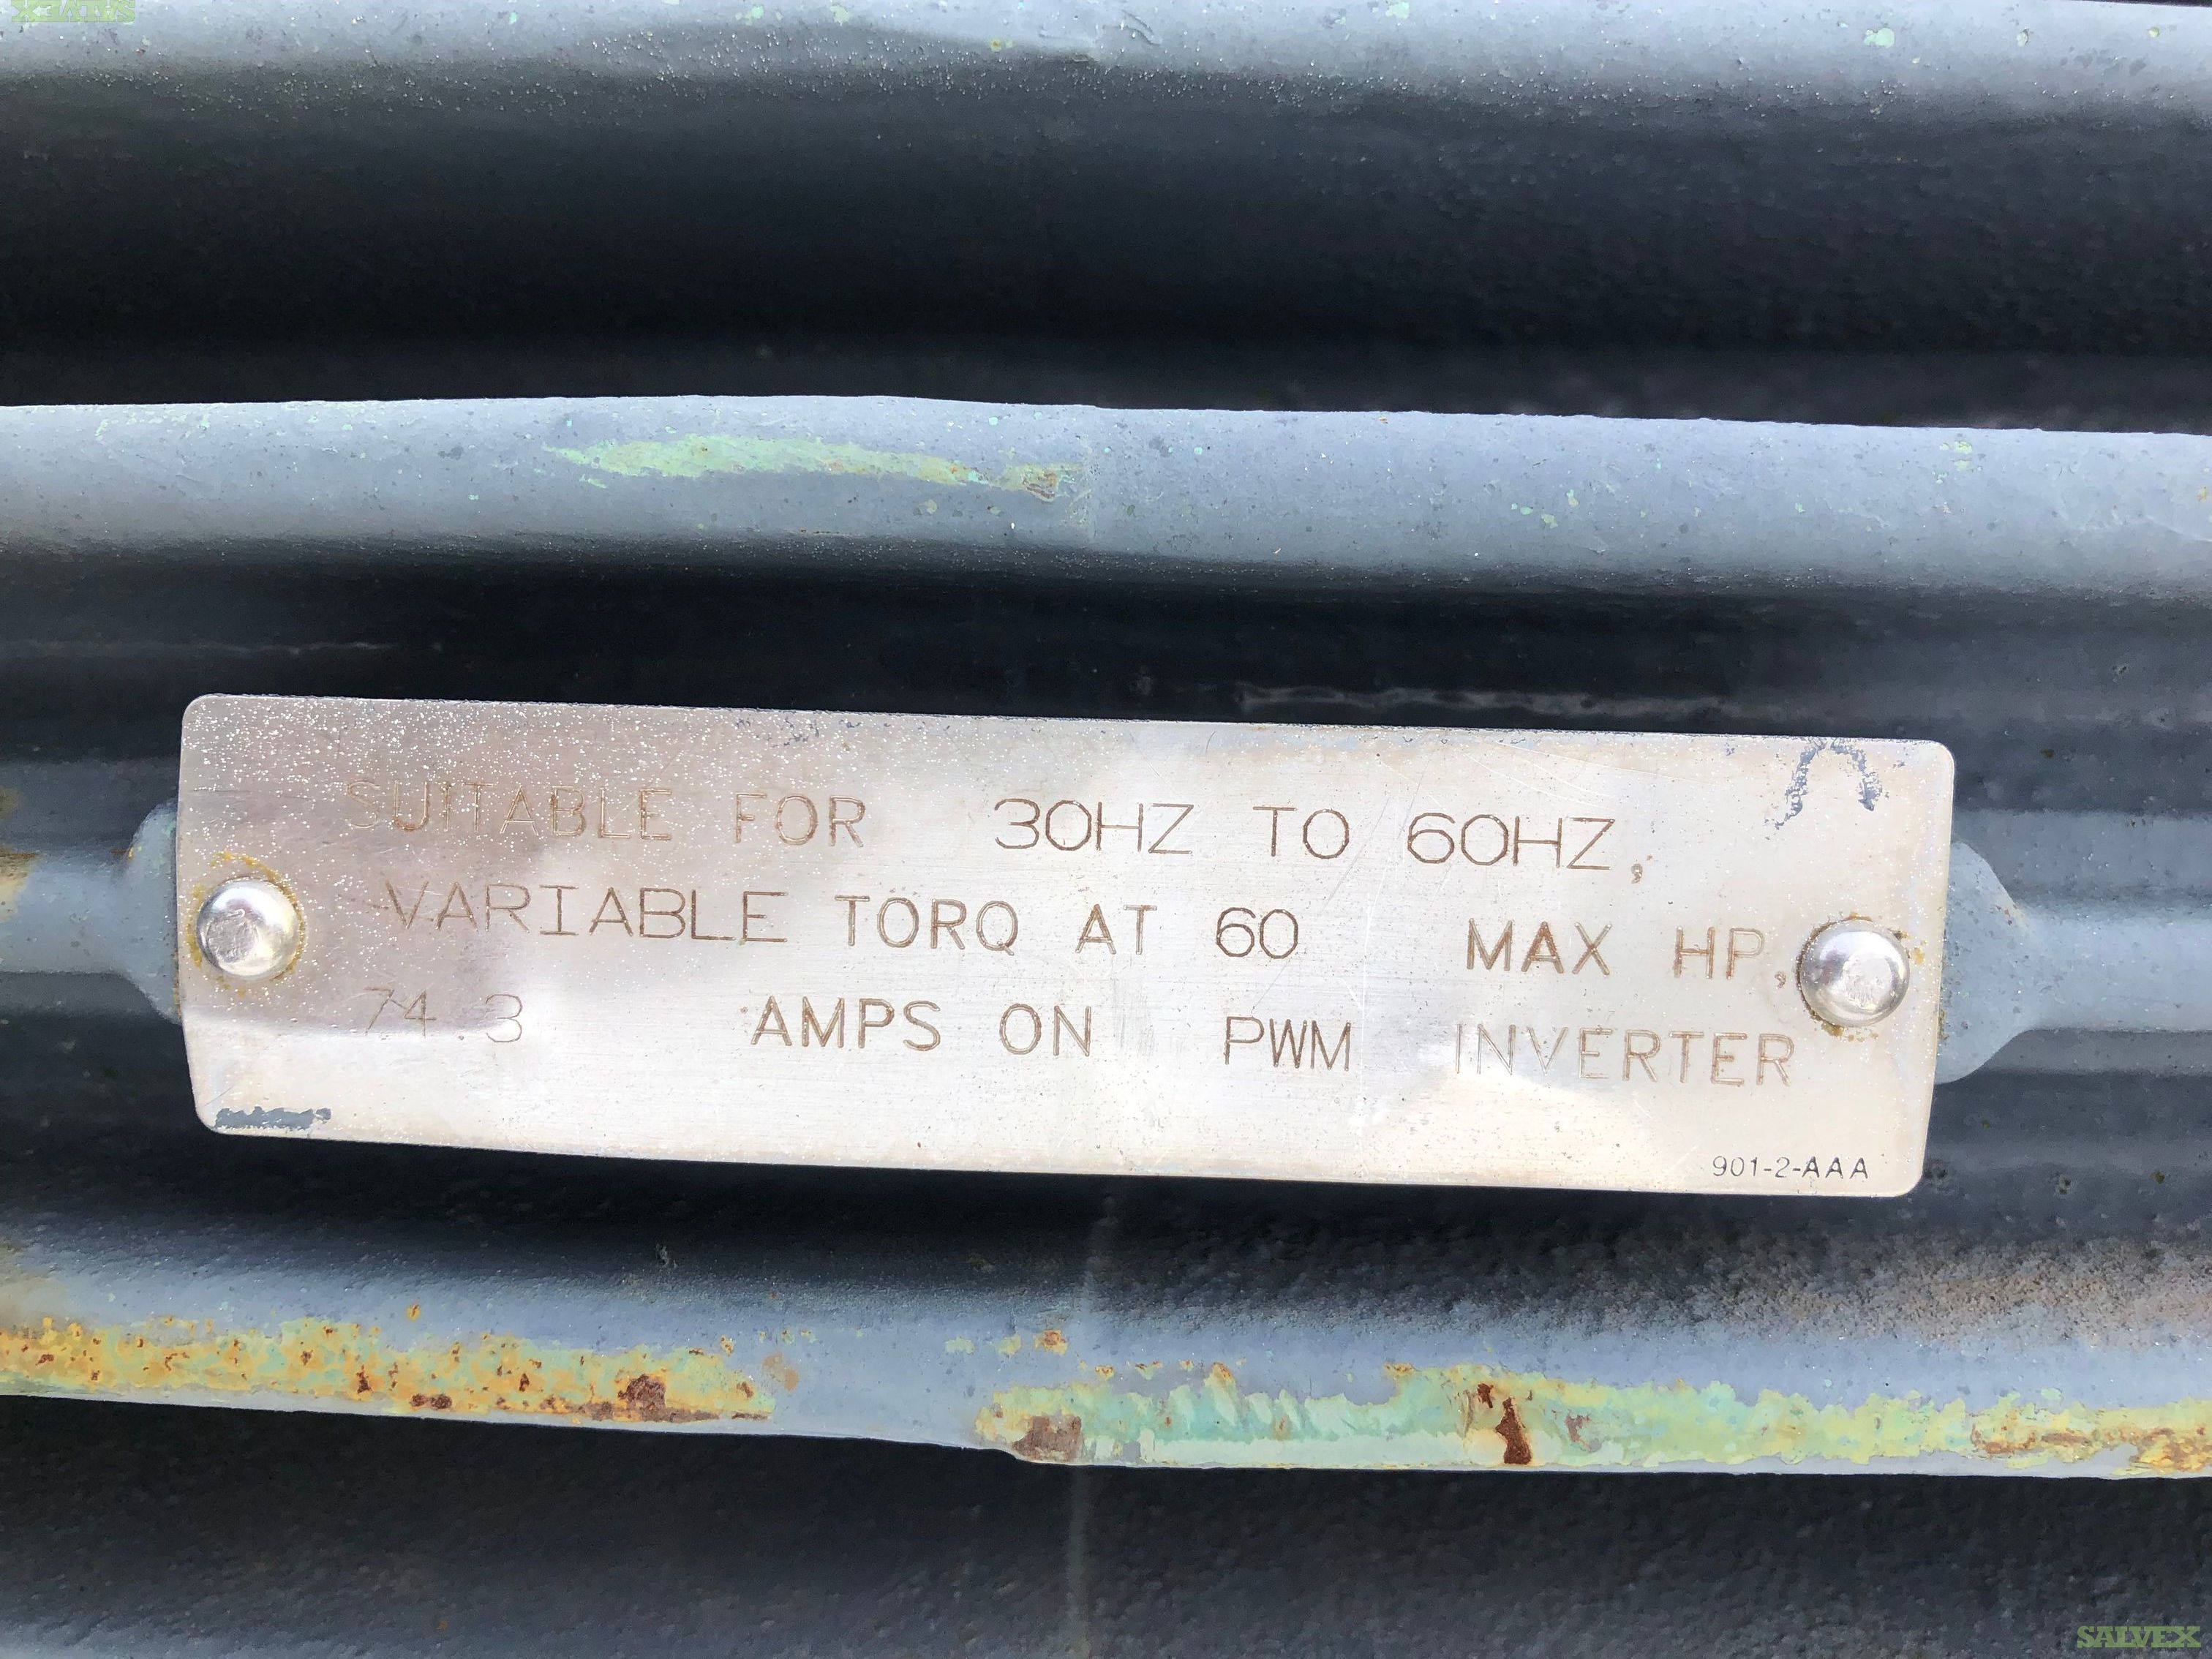 SUITABLE FOR 30HZ TO 60HZ,
VARIABLE TORQ AT 60 MAX HP,
74.3 AMPS ON PWM INVERTER
901-2-AAA
SALVEX